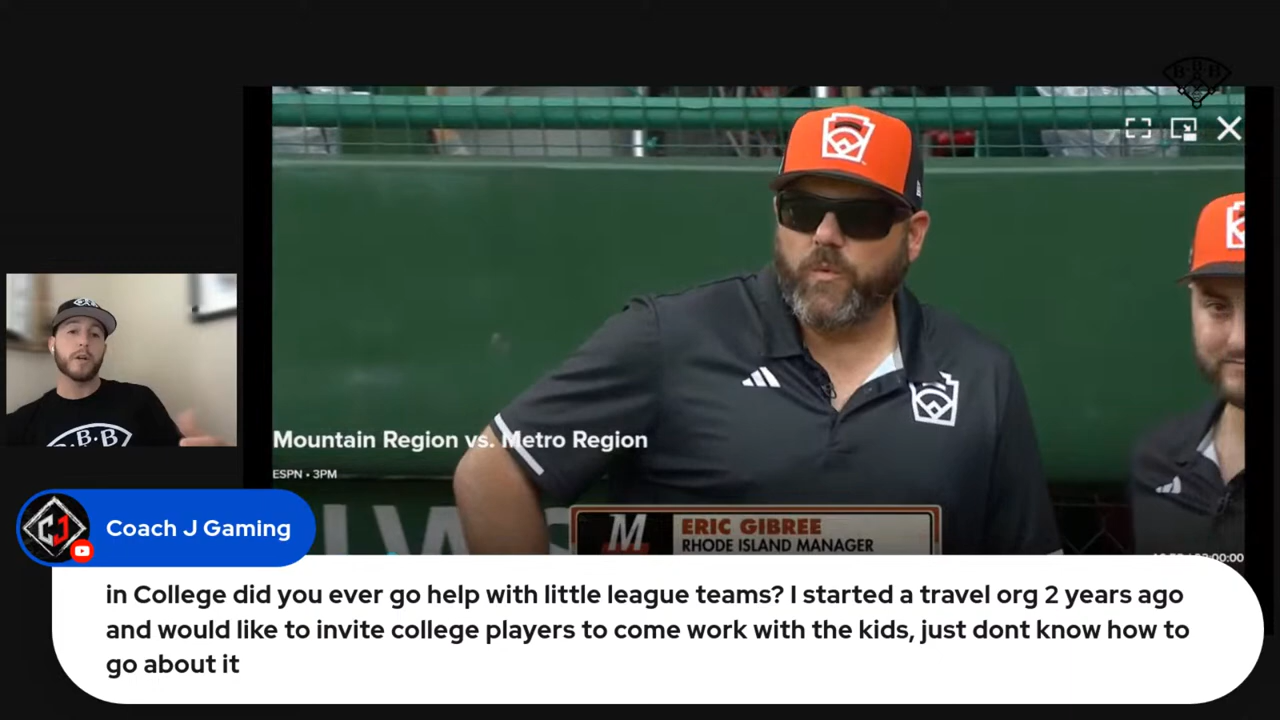 B·B·B
B·B·B
Mountain Region vs. Metro Region
ESPN • 3PM
M
ERIC GIBREE
RHODE ISLAND MANAGER
CJ
Coach J Gaming
in College did you ever go help with little league teams? I started a travel org 2 years ago
and would like to invite college players to come work with the kids, just dont know how to
go about it